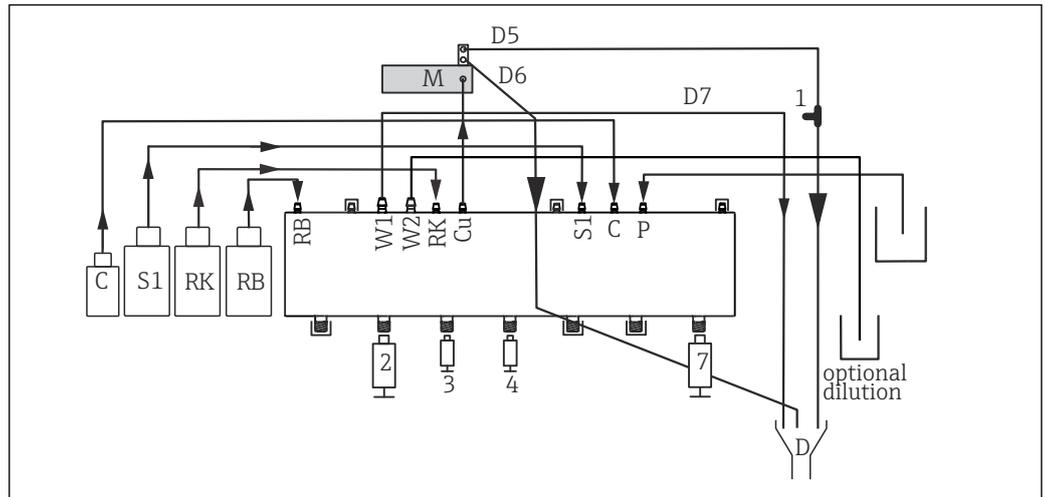 D5
M
D6
D7
1
RB
W1
W2
RK
Cu
S1
C
P
C
S1
RK
RB
2
3
4
7
optional
dilution
D